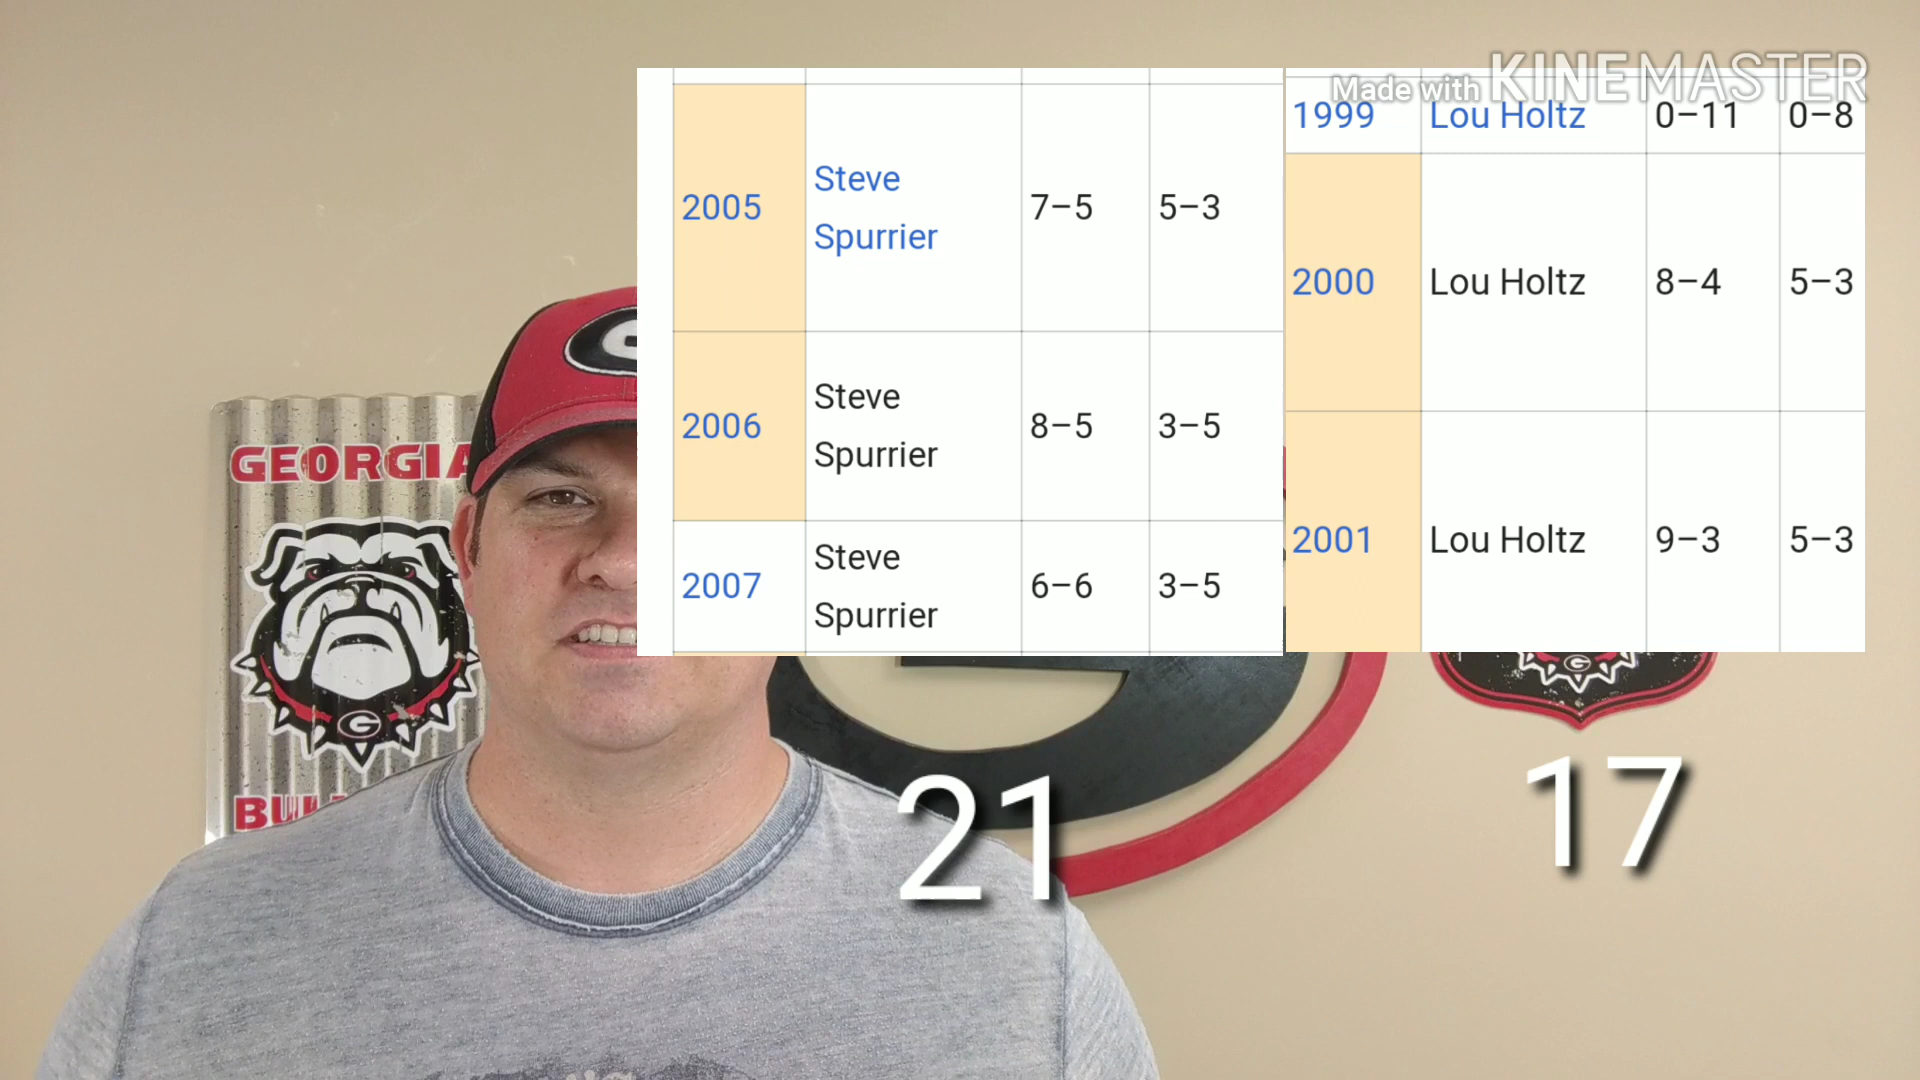 Made with KINEMASTER
2005 Steve Spurrier 7–5 5–3
2006 Steve Spurrier 8–5 3–5
2007 Steve Spurrier 6–6 3–5
1999 Lou Holtz 0–11 0–8
2000 Lou Holtz 8–4 5–3
2001 Lou Holtz 9–3 5–3
GEORGIA
G
21
17